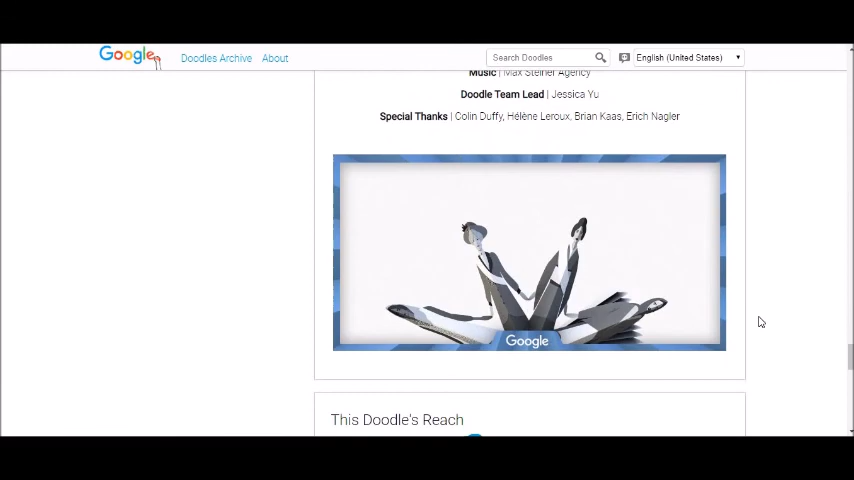 Google
Doodles Archive About
Search Doodles
English (United States)
Music | Max Steiner Agency
Doodle Team Lead | Jessica Yu
Special Thanks | Colin Duffy, Hélène Leroux, Brian Kaas, Erich Nagler
Google
This Doodle's Reach